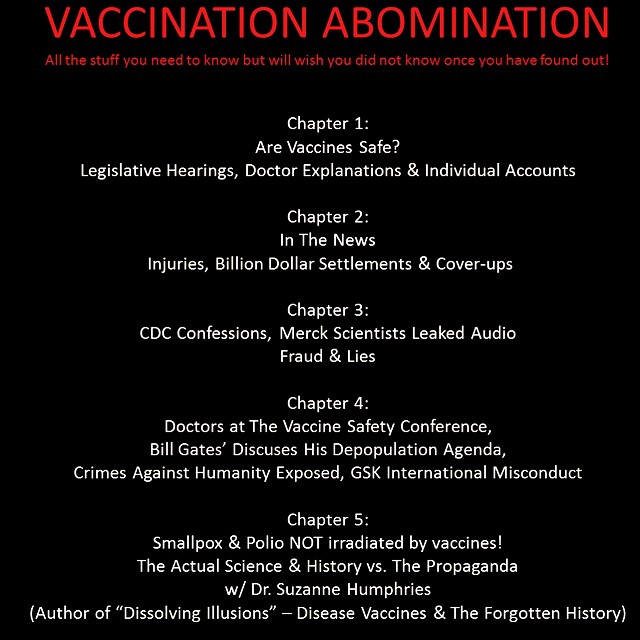 VACCINATION ABOMINATION
All the stuff you need to know but will wish you did not know once you have found out!
Chapter 1:
Are Vaccines Safe?
Legislative Hearings, Doctor Explanations & Individual Accounts
Chapter 2:
In The News
Injuries, Billion Dollar Settlements & Cover-ups
Chapter 3:
CDC Confessions, Merck Scientists Leaked Audio
Fraud & Lies
Chapter 4:
Doctors at The Vaccine Safety Conference,
Bill Gates’ Discuses His Depopulation Agenda,
Crimes Against Humanity Exposed, GSK International Misconduct
Chapter 5:
Smallpox & Polio NOT irradiated by vaccines!
The Actual Science & History vs. The Propaganda
w/ Dr. Suzanne Humphries
(Author of “Dissolving Illusions” – Disease Vaccines & The Forgotten History)